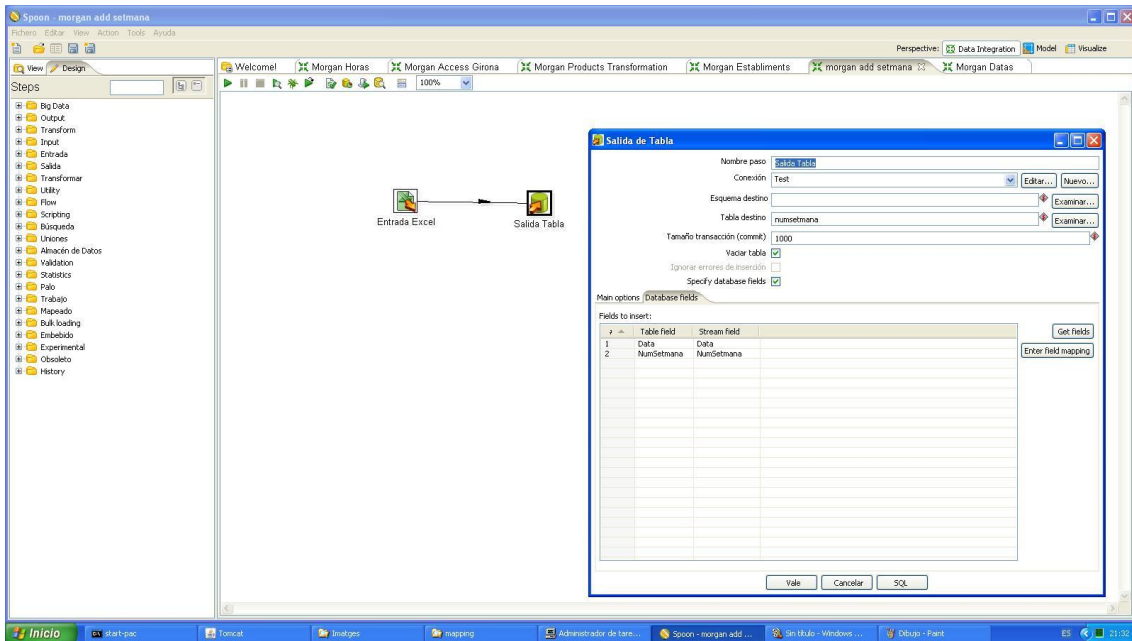 Spoon - morgan add setmana
Fichero Editar View Action Tools Ayuda
Perspective: Data Integration Model Visualize
View Design
Welcome! Morgan Horas Morgan Access Girona Morgan Products Transformation Morgan Establiments morgan add setmana Morgan Datas
Steps
100%
Big Data
Output
Transform
Input
Entrada
Salida
Transformar
Utility
Flow
Scripting
Búsqueda
Uniones
Almacén de Datos
Validation
Statistics
Palo
Trabajo
Mapeado
Bulk loading
Embebido
Experimental
Obsoleto
History
Entrada Excel
Salida Tabla
Salida de Tabla
Nombre paso Salida Tabla
Conexión Test Editar... Nuevo...
Esquema destino Examinar...
Tabla destino numsetmana Examinar...
Tamaño transacción (commit) 1000
Vaciar tabla
Ignorar errores de inserción
Specify database fields
Main options Database fields
Fields to insert:
Table field Stream field
1 Data Data
2 NumSetmana NumSetmana
Get fields
Enter field mapping
Vale Cancelar SQL
Inicio start-pac Tomcat Imatges mapping Administrador de tare... Spoon - morgan add ... Sin título - Windows ... Dibujo - Paint ES 21:32